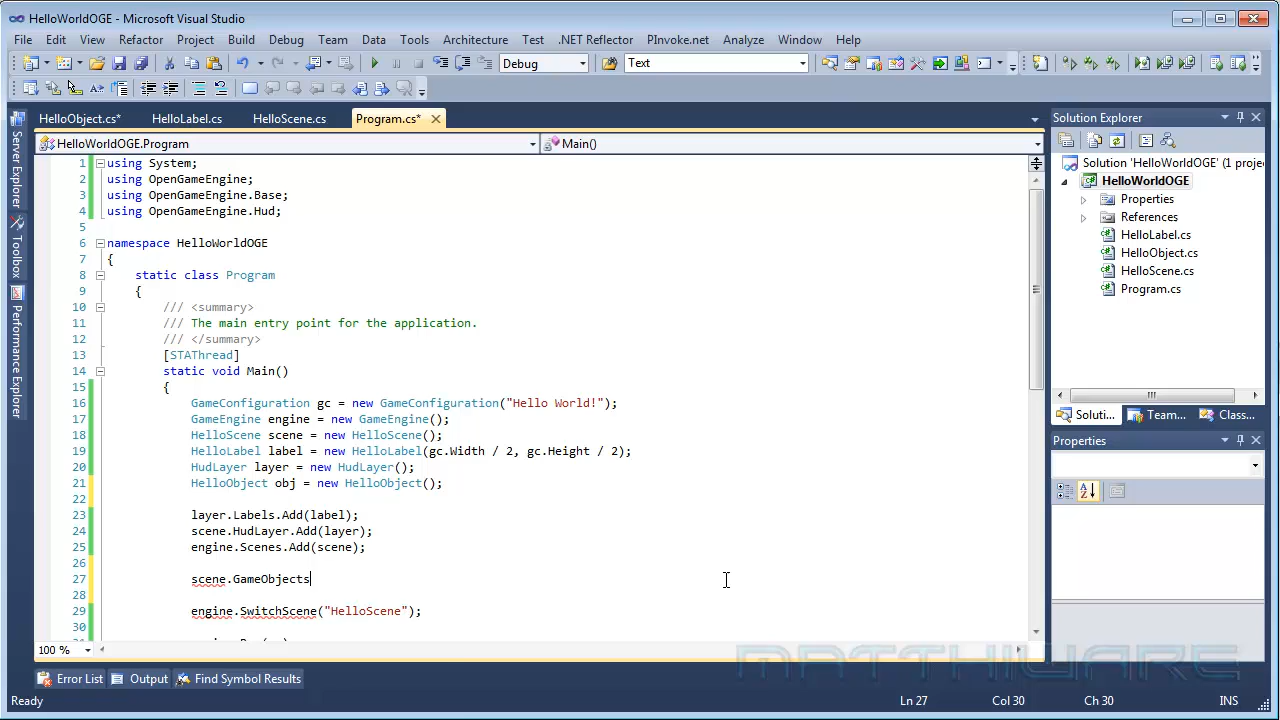 HelloWorldOGE - Microsoft Visual Studio
File Edit View Refactor Project Build Debug Team Data Tools Architecture Test .NET Reflector PInvoke.net Analyze Window Help
Debug Text
HelloObject.cs* HelloLabel.cs HelloScene.cs Program.cs*
HelloWorldOGE.Program Main()
1 using System;
2 using OpenGameEngine;
3 using OpenGameEngine.Base;
4 using OpenGameEngine.Hud;
5
6 namespace HelloWorldOGE
7 {
8 static class Program
9 {
10 /// <summary>
11 /// The main entry point for the application.
12 /// </summary>
13 [STAThread]
14 static void Main()
15 {
16 GameConfiguration gc = new GameConfiguration("Hello World!");
17 GameEngine engine = new GameEngine();
18 HelloScene scene = new HelloScene();
19 HelloLabel label = new HelloLabel(gc.Width / 2, gc.Height / 2);
20 HudLayer layer = new HudLayer();
21 HelloObject obj = new HelloObject();
22
23 layer.Labels.Add(label);
24 scene.HudLayer.Add(layer);
25 engine.Scenes.Add(scene);
26
27 scene.GameObjects
28
29 engine.SwitchScene("HelloScene");
30
100 %
Server Explorer
Toolbox
Performance Explorer
Solution Explorer
Solution 'HelloWorldOGE' (1 projec
HelloWorldOGE
Properties
References
HelloLabel.cs
HelloObject.cs
HelloScene.cs
Program.cs
Soluti... Team... Class...
Properties
MATTHIWARE
Error List Output Find Symbol Results
Ready Ln 27 Col 30 Ch 30 INS